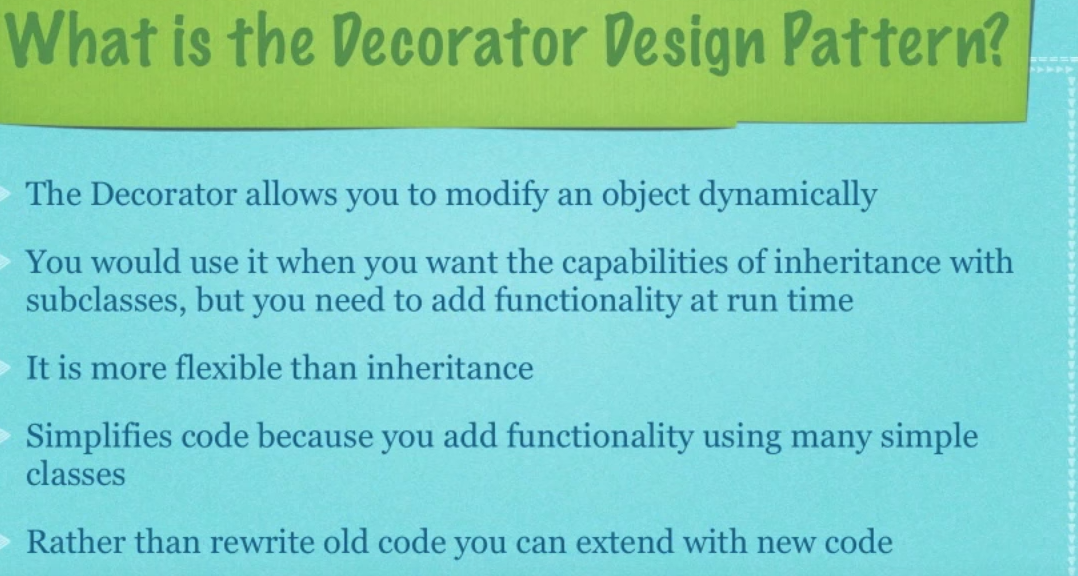 What is the Decorator Design Pattern?
The Decorator allows you to modify an object dynamically
You would use it when you want the capabilities of inheritance with
subclasses, but you need to add functionality at run time
It is more flexible than inheritance
Simplifies code because you add functionality using many simple
classes
Rather than rewrite old code you can extend with new code